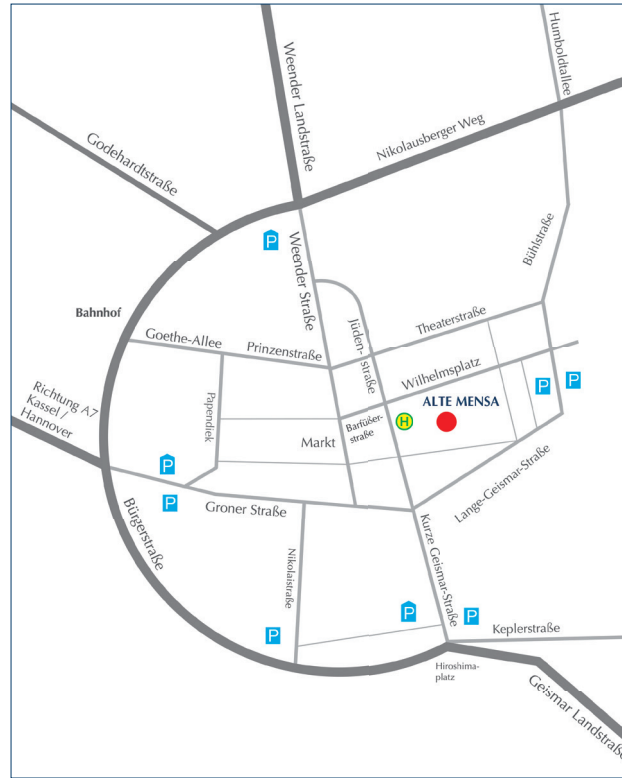 Humboldtallee
Weender Landstraße
Nikolausberger Weg
Godehardtstraße
P
Weender Straße
Bühlstraße
Bahnhof
Theaterstraße
Jüden-
straße
Goethe-Allee
Prinzenstraße
Wilhelmsplatz
Richtung A7
Kassel /
Hannover
Papendiek
P
P
ALTE MENSA
Barfüßer-
straße
H
Markt
Lange-Geismar-Straße
P
P
Groner Straße
Bürgerstraße
Kurze Geismar-Straße
Nikolaistraße
P
P
P
Keplerstraße
Hiroshima-
platz
Geismar Landstraße